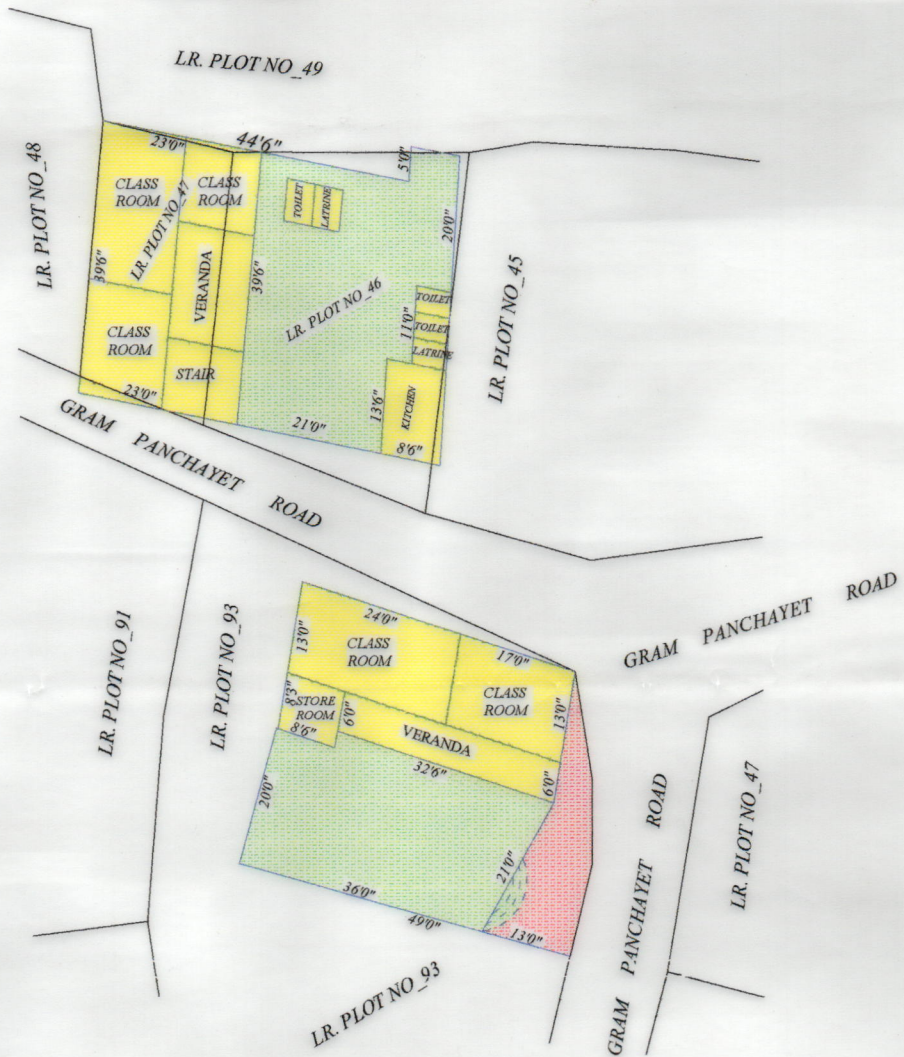 LR. PLOT NO_49
LR. PLOT NO_48
23'0"
44'6"
5'0"
CLASS
ROOM
CLASS
ROOM
LR. PLOT NO_47
TOILET
LATRINE
20'0"
39'6"
VERANDA
39'6"
LR. PLOT NO_46
LR. PLOT NO_45
TOILET
TOILET
LATRINE
11'0"
CLASS
ROOM
STAIR
23'0"
21'0"
13'6"
KITCHEN
8'6"
GRAM PANCHAYET ROAD
LR. PLOT NO_91
LR. PLOT NO_93
24'0"
13'0"
CLASS
ROOM
17'0"
CLASS
ROOM
13'0"
GRAM PANCHAYET ROAD
8'3"
STORE
ROOM
8'6"
6'0"
VERANDA
32'6"
6'0"
20'0"
21'0"
36'0"
49'0"
13'0"
GRAM PANCHAYET ROAD
LR. PLOT NO_47
LR. PLOT NO_93